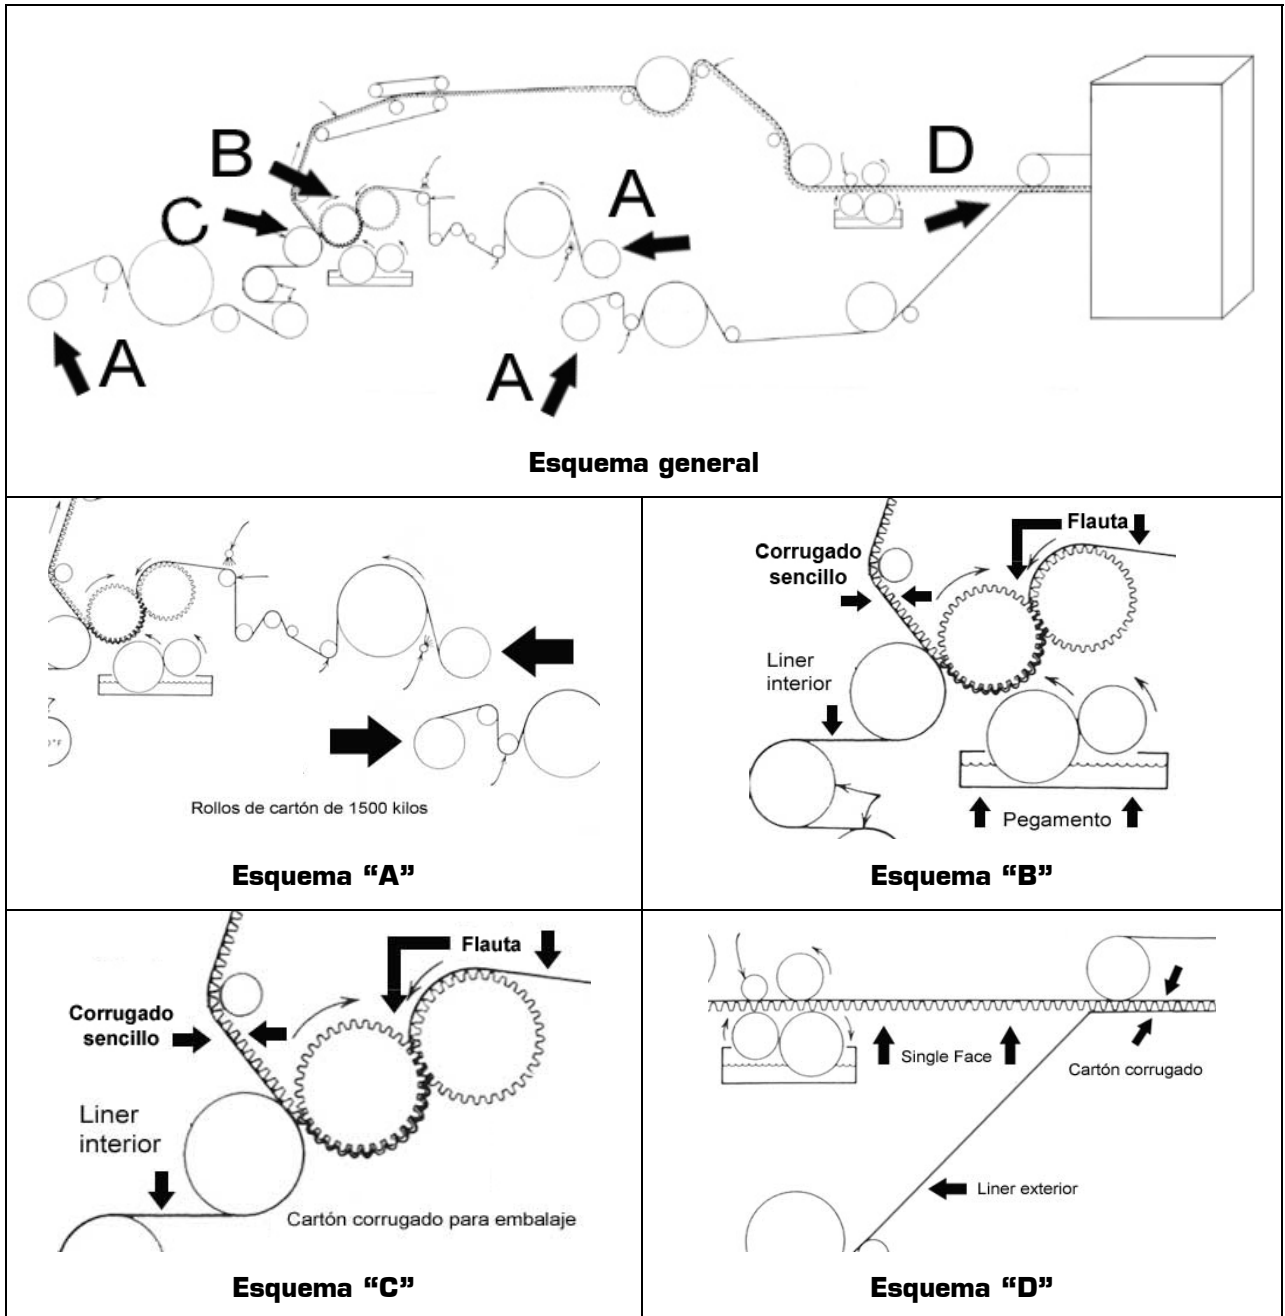 B
C
A
D
A
A
Esquema general
°F
Rollos de cartón de 1500 kilos
Esquema “A”
Flauta
Corrugado
sencillo
Liner
interior
Pegamento
Esquema “B”
Flauta
Corrugado
sencillo
Liner
interior
Cartón corrugado para embalaje
Esquema “C”
Single Face
Cartón corrugado
Liner exterior
Esquema “D”